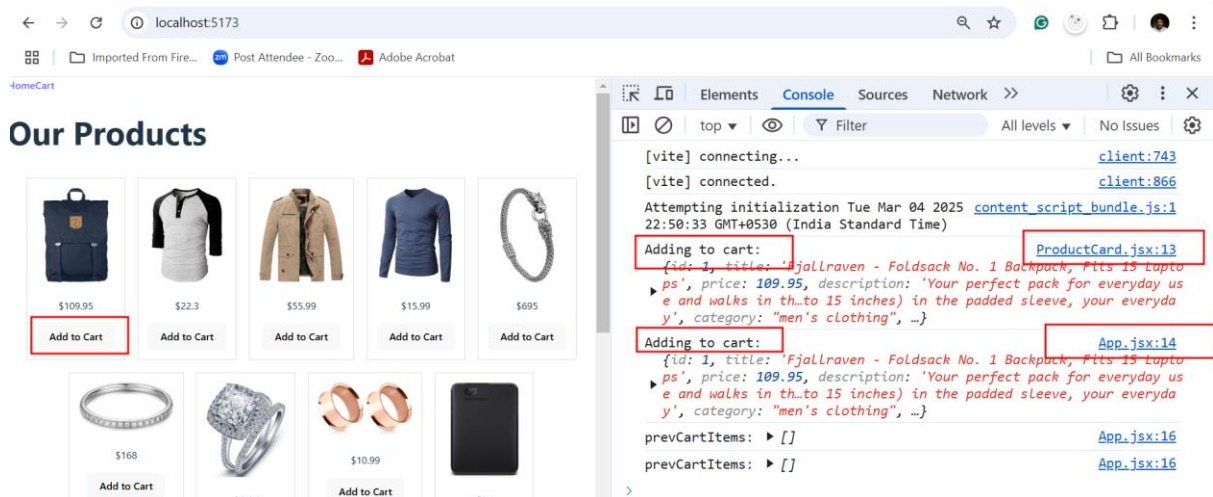 localhost:5173
Imported From Fire...
zm
Post Attendee - Zoo...
Adobe Acrobat
All Bookmarks
HomeCart
Our Products
$109.95
Add to Cart
$22.3
Add to Cart
$55.99
Add to Cart
$15.99
Add to Cart
$695
Add to Cart
$168
Add to Cart
$10.99
Add to Cart
Elements Console Sources Network >>
top ▼ Filter All levels ▼ No Issues
[vite] connecting... client:743
[vite] connected. client:866
Attempting initialization Tue Mar 04 2025 content_script_bundle.js:1
22:50:33 GMT+0530 (India Standard Time)
Adding to cart: ProductCard.jsx:13
{id: 1, title: 'Fjallraven - Foldsack No. 1 Backpack, Fits 15 Lapto
ps', price: 109.95, description: 'Your perfect pack for everyday us
e and walks in th…to 15 inches) in the padded sleeve, your everyda
y', category: "men's clothing", …}
Adding to cart: App.jsx:14
{id: 1, title: 'Fjallraven - Foldsack No. 1 Backpack, Fits 15 Lapto
ps', price: 109.95, description: 'Your perfect pack for everyday us
e and walks in th…to 15 inches) in the padded sleeve, your everyda
y', category: "men's clothing", …}
prevCartItems: ▶ [] App.jsx:16
prevCartItems: ▶ [] App.jsx:16
>